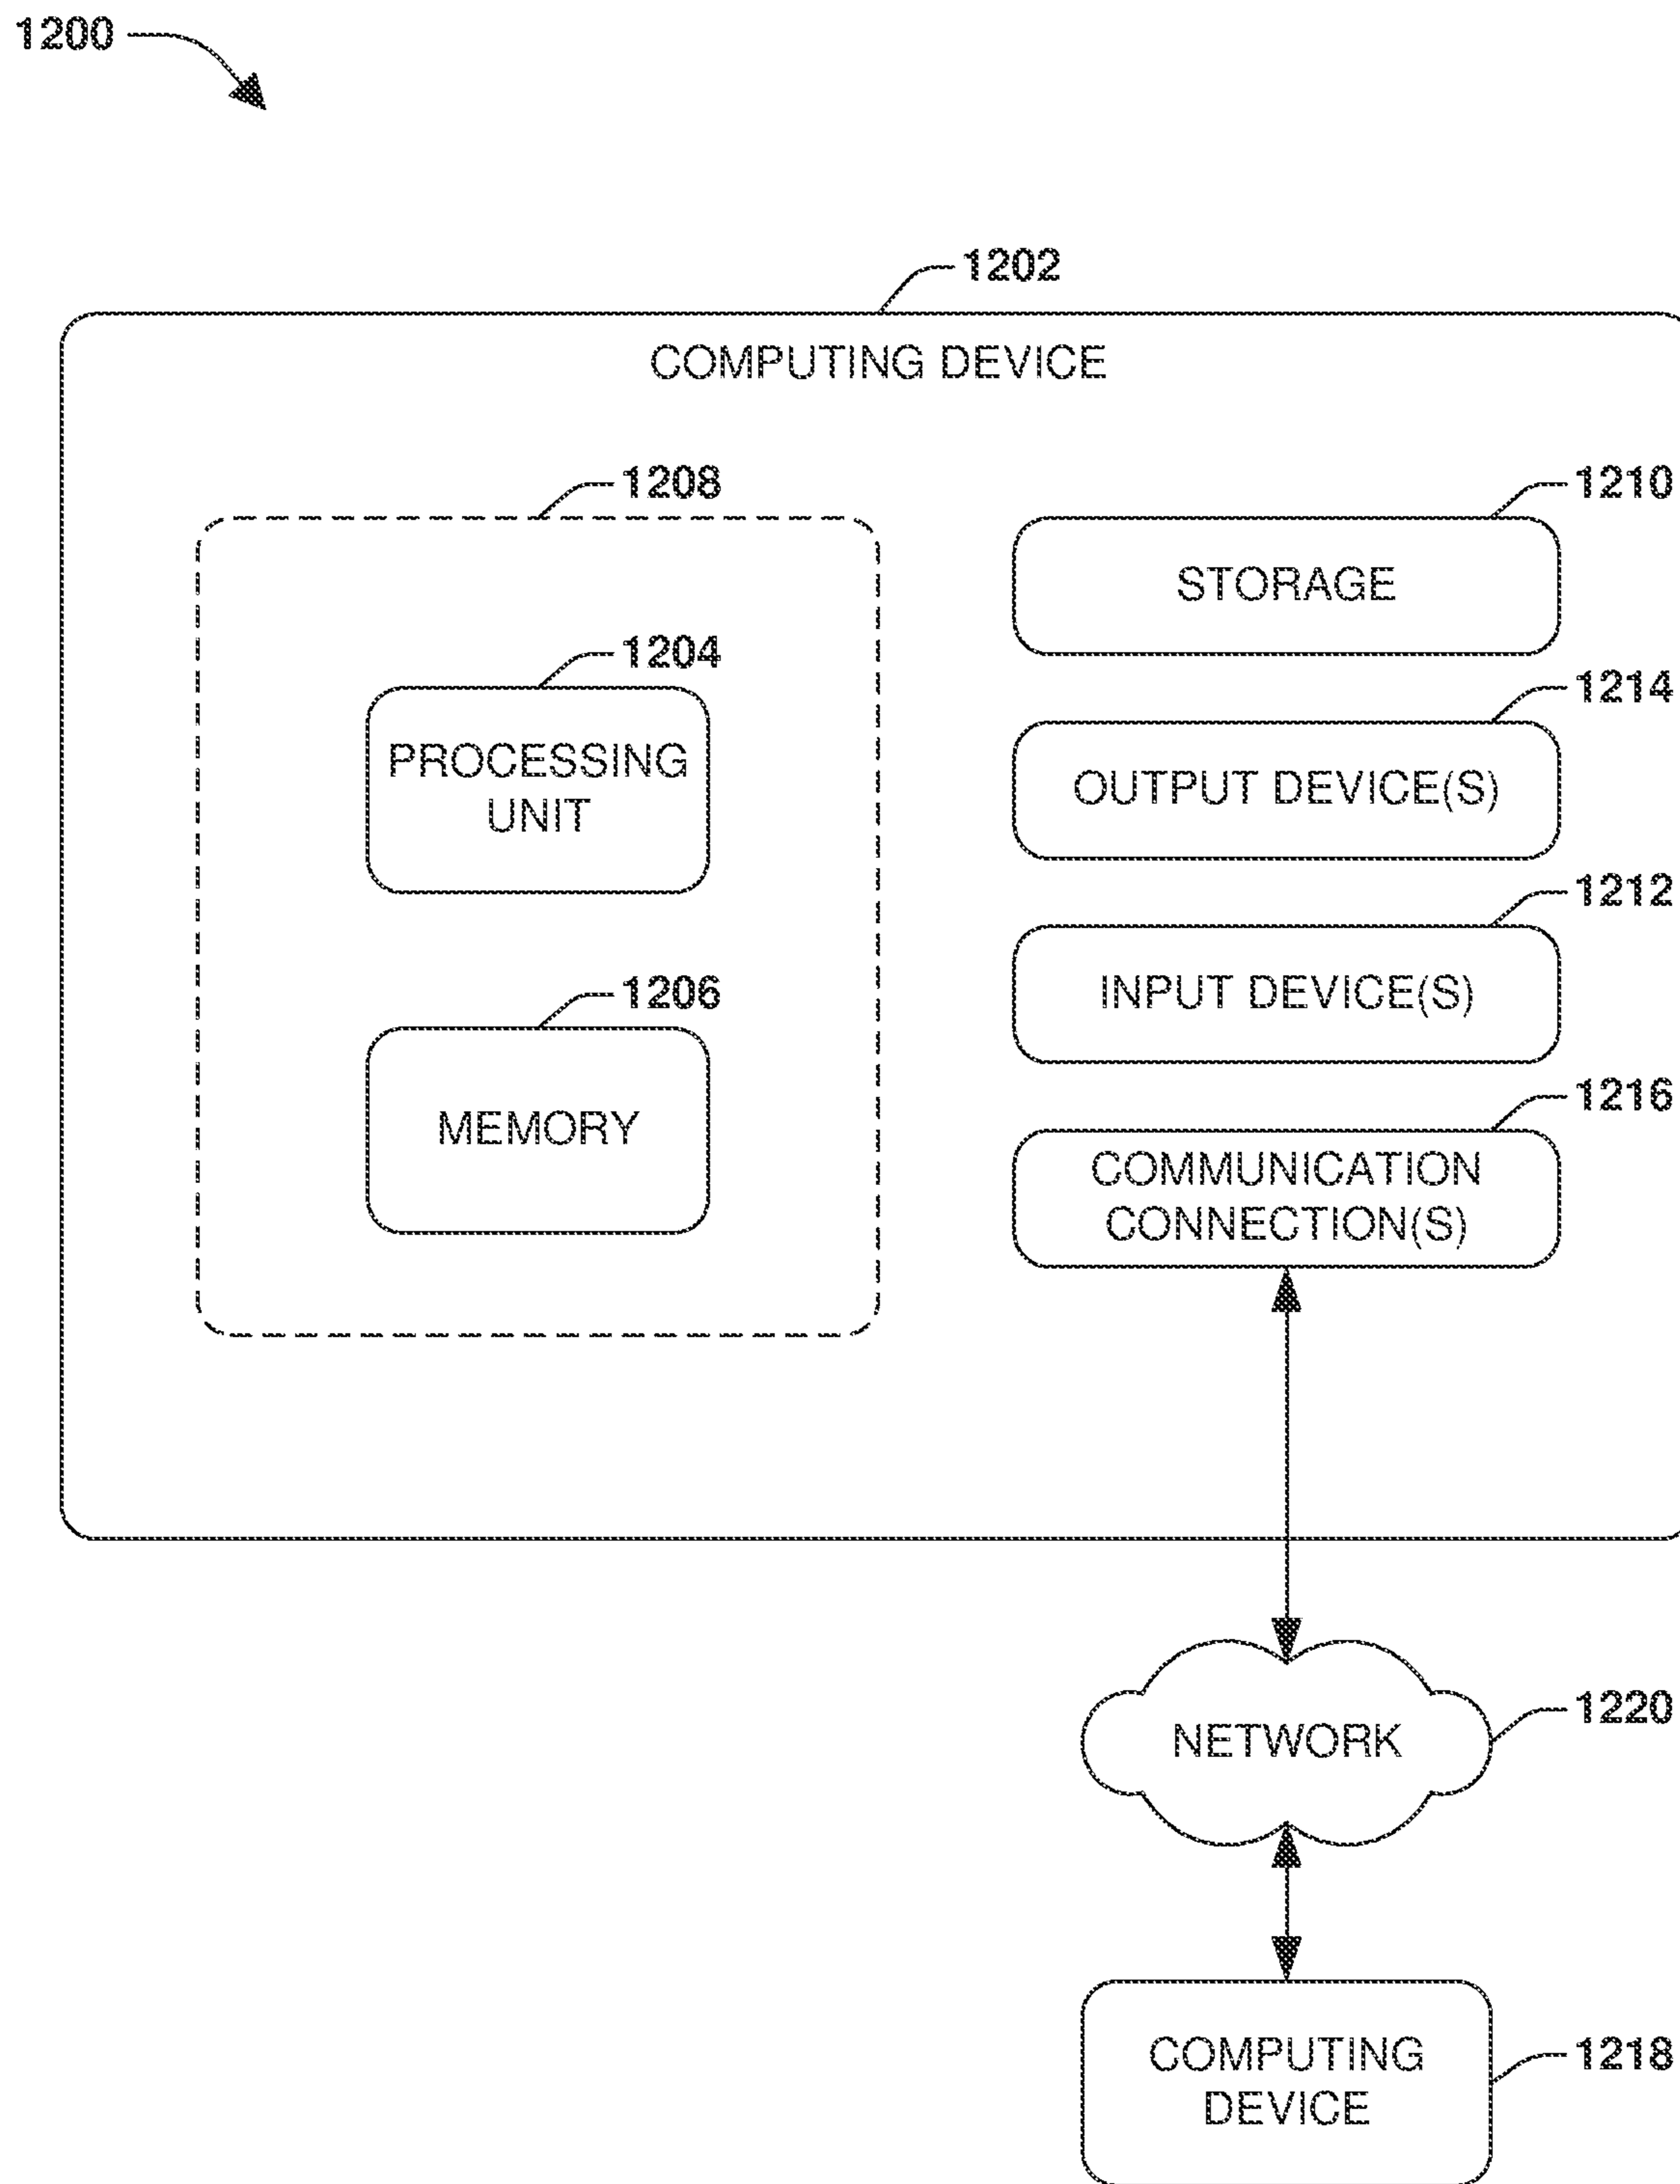 1200
1202
COMPUTING DEVICE
1208
1210
STORAGE
1204
1214
PROCESSING
UNIT
OUTPUT DEVICE(S)
1212
1206
INPUT DEVICE(S)
MEMORY
1216
COMMUNICATION
CONNECTION(S)
1220
NETWORK
1218
COMPUTING
DEVICE